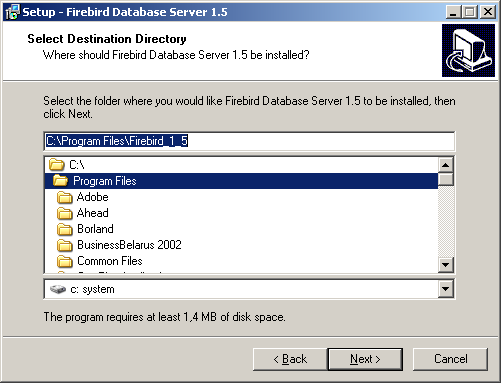 Setup - Firebird Database Server 1.5
Select Destination Directory
Where should Firebird Database Server 1.5 be installed?
Select the folder where you would like Firebird Database Server 1.5 to be installed, then
click Next.
C:\Program Files\Firebird_1_5
C:\
Program Files
Adobe
Ahead
Borland
BusinessBelarus 2002
Common Files
c: system
The program requires at least 1,4 MB of disk space.
< Back
Next >
Cancel